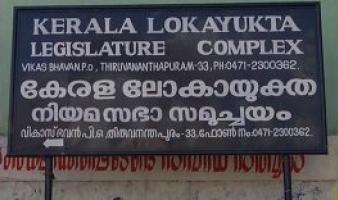 KERALA LOKAYUKTA
LEGISLATURE COMPLEX
VIKAS BHAVAN.P.O, THIRUVANANTHAPURAM-33, PH:0471-2300362.
കേരള ലോകായുക്ത
നിയമസഭാ സമുച്ചയം
വികാസ് ഭവൻ പി.ഒ, തിരുവനന്തപുരം-33. ഫോൺ നം:0471-2300362.